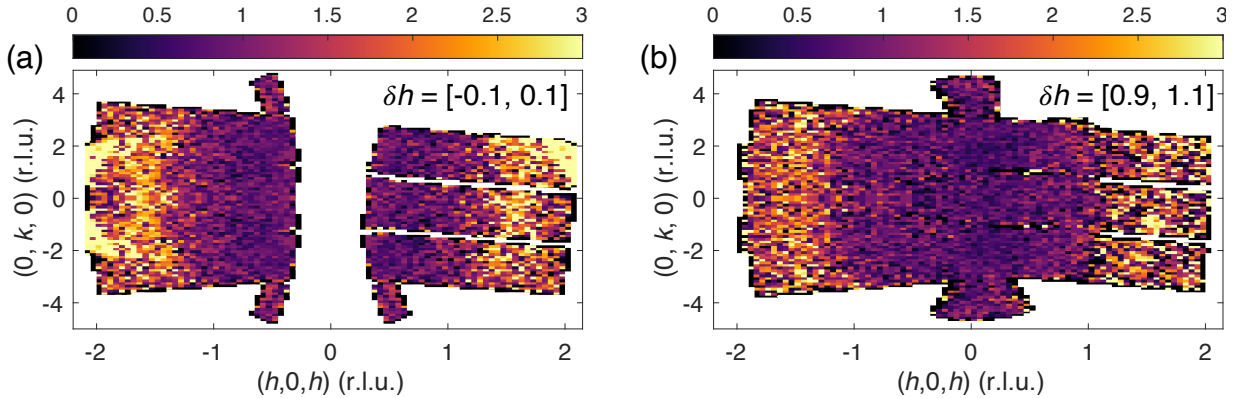 0 0.5 1 1.5 2 2.5 3
(a)
δh = [-0.1, 0.1]
4
2
0
-2
-4
(0, k, 0) (r.l.u.)
-2 -1 0 1 2
(h,0,h) (r.l.u.)
0 0.5 1 1.5 2 2.5 3
(b)
δh = [0.9, 1.1]
4
2
0
-2
-4
(0, k, 0) (r.l.u.)
-2 -1 0 1 2
(h,0,h) (r.l.u.)